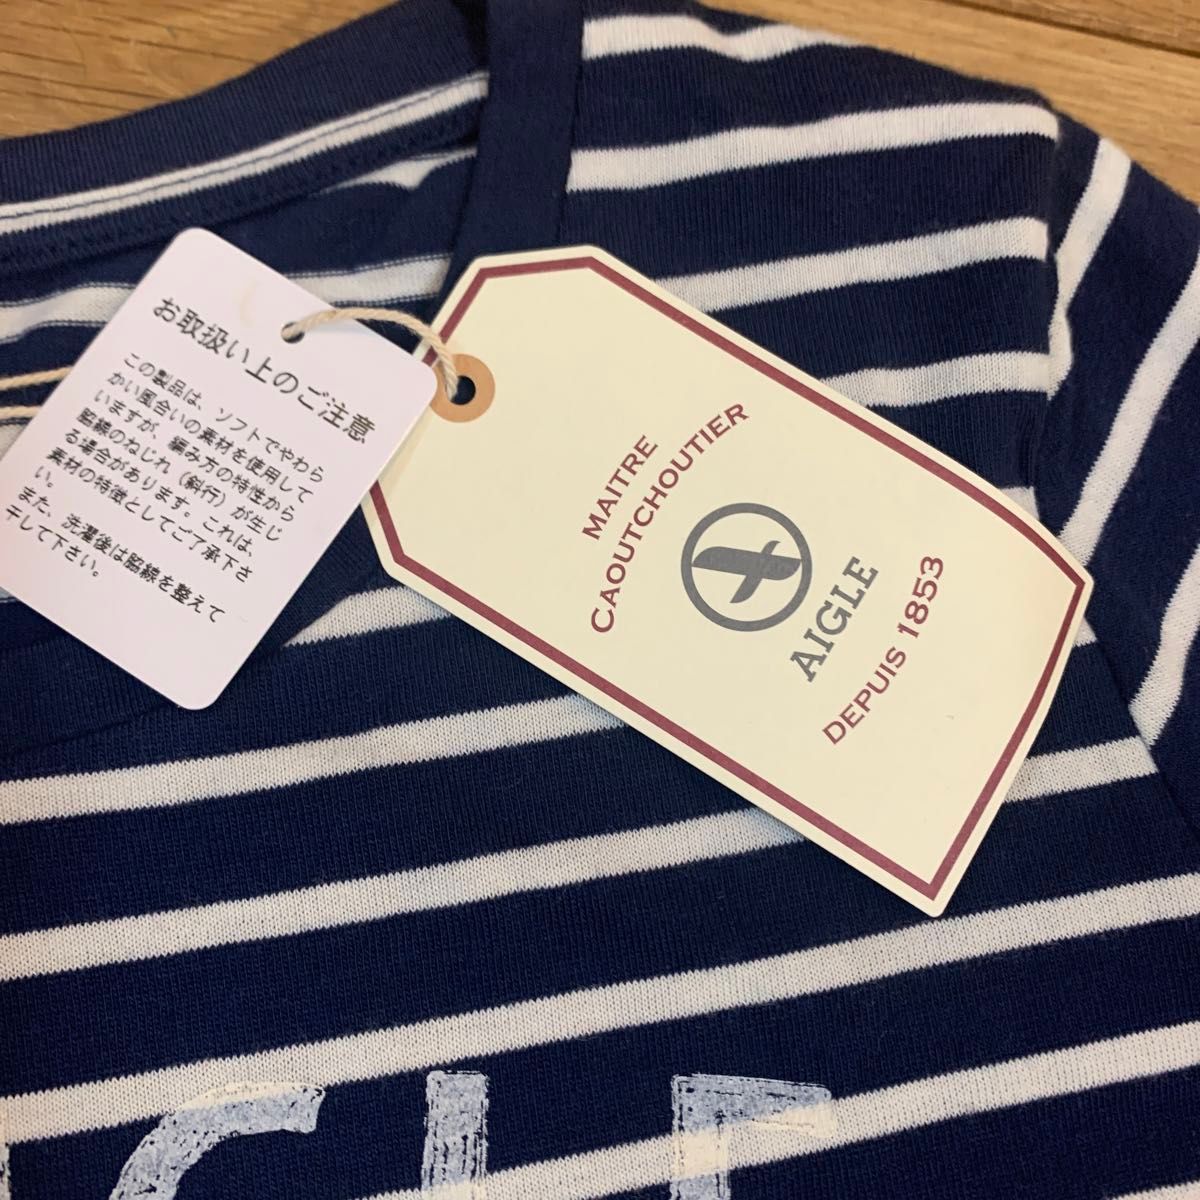 お取扱い上のご注意
この製品は、ソフトでやわら
かい風合いの素材を使用して
いますが、編み方の特性から
脇線のねじれ（斜行）が生じ
る場合があります。これは、
素材の特徴としてご了承下さ
い。
また、洗濯後は脇線を整えて
干して下さい。
MAITRE
CAOUTCHOUTIER
AIGLE
DEPUIS 1853